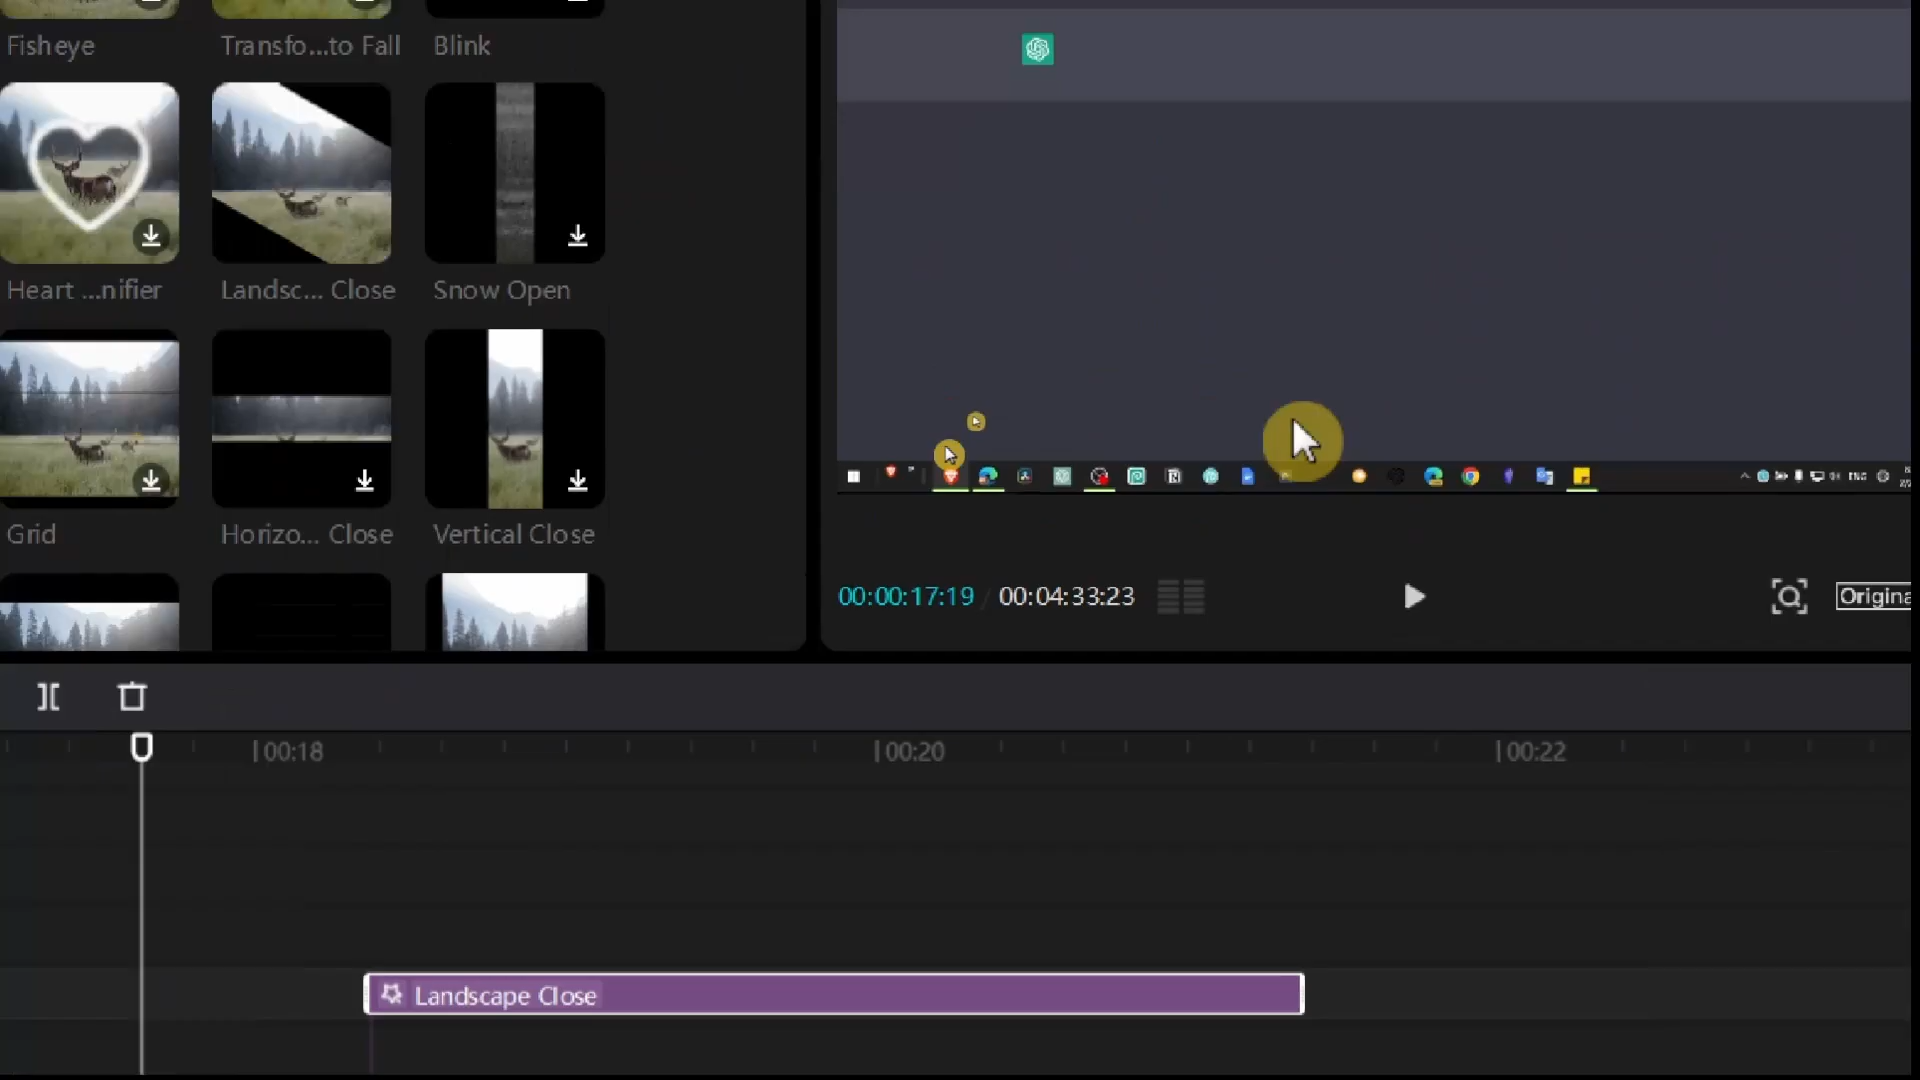 Fisheye
Transfo...to Fall
Blink
Heart ...nifier
Landsc... Close
Snow Open
Grid
Horizo... Close
Vertical Close
ENG
00:00:17:19 / 00:04:33:23
Origina
00:18
00:20
00:22
Landscape Close